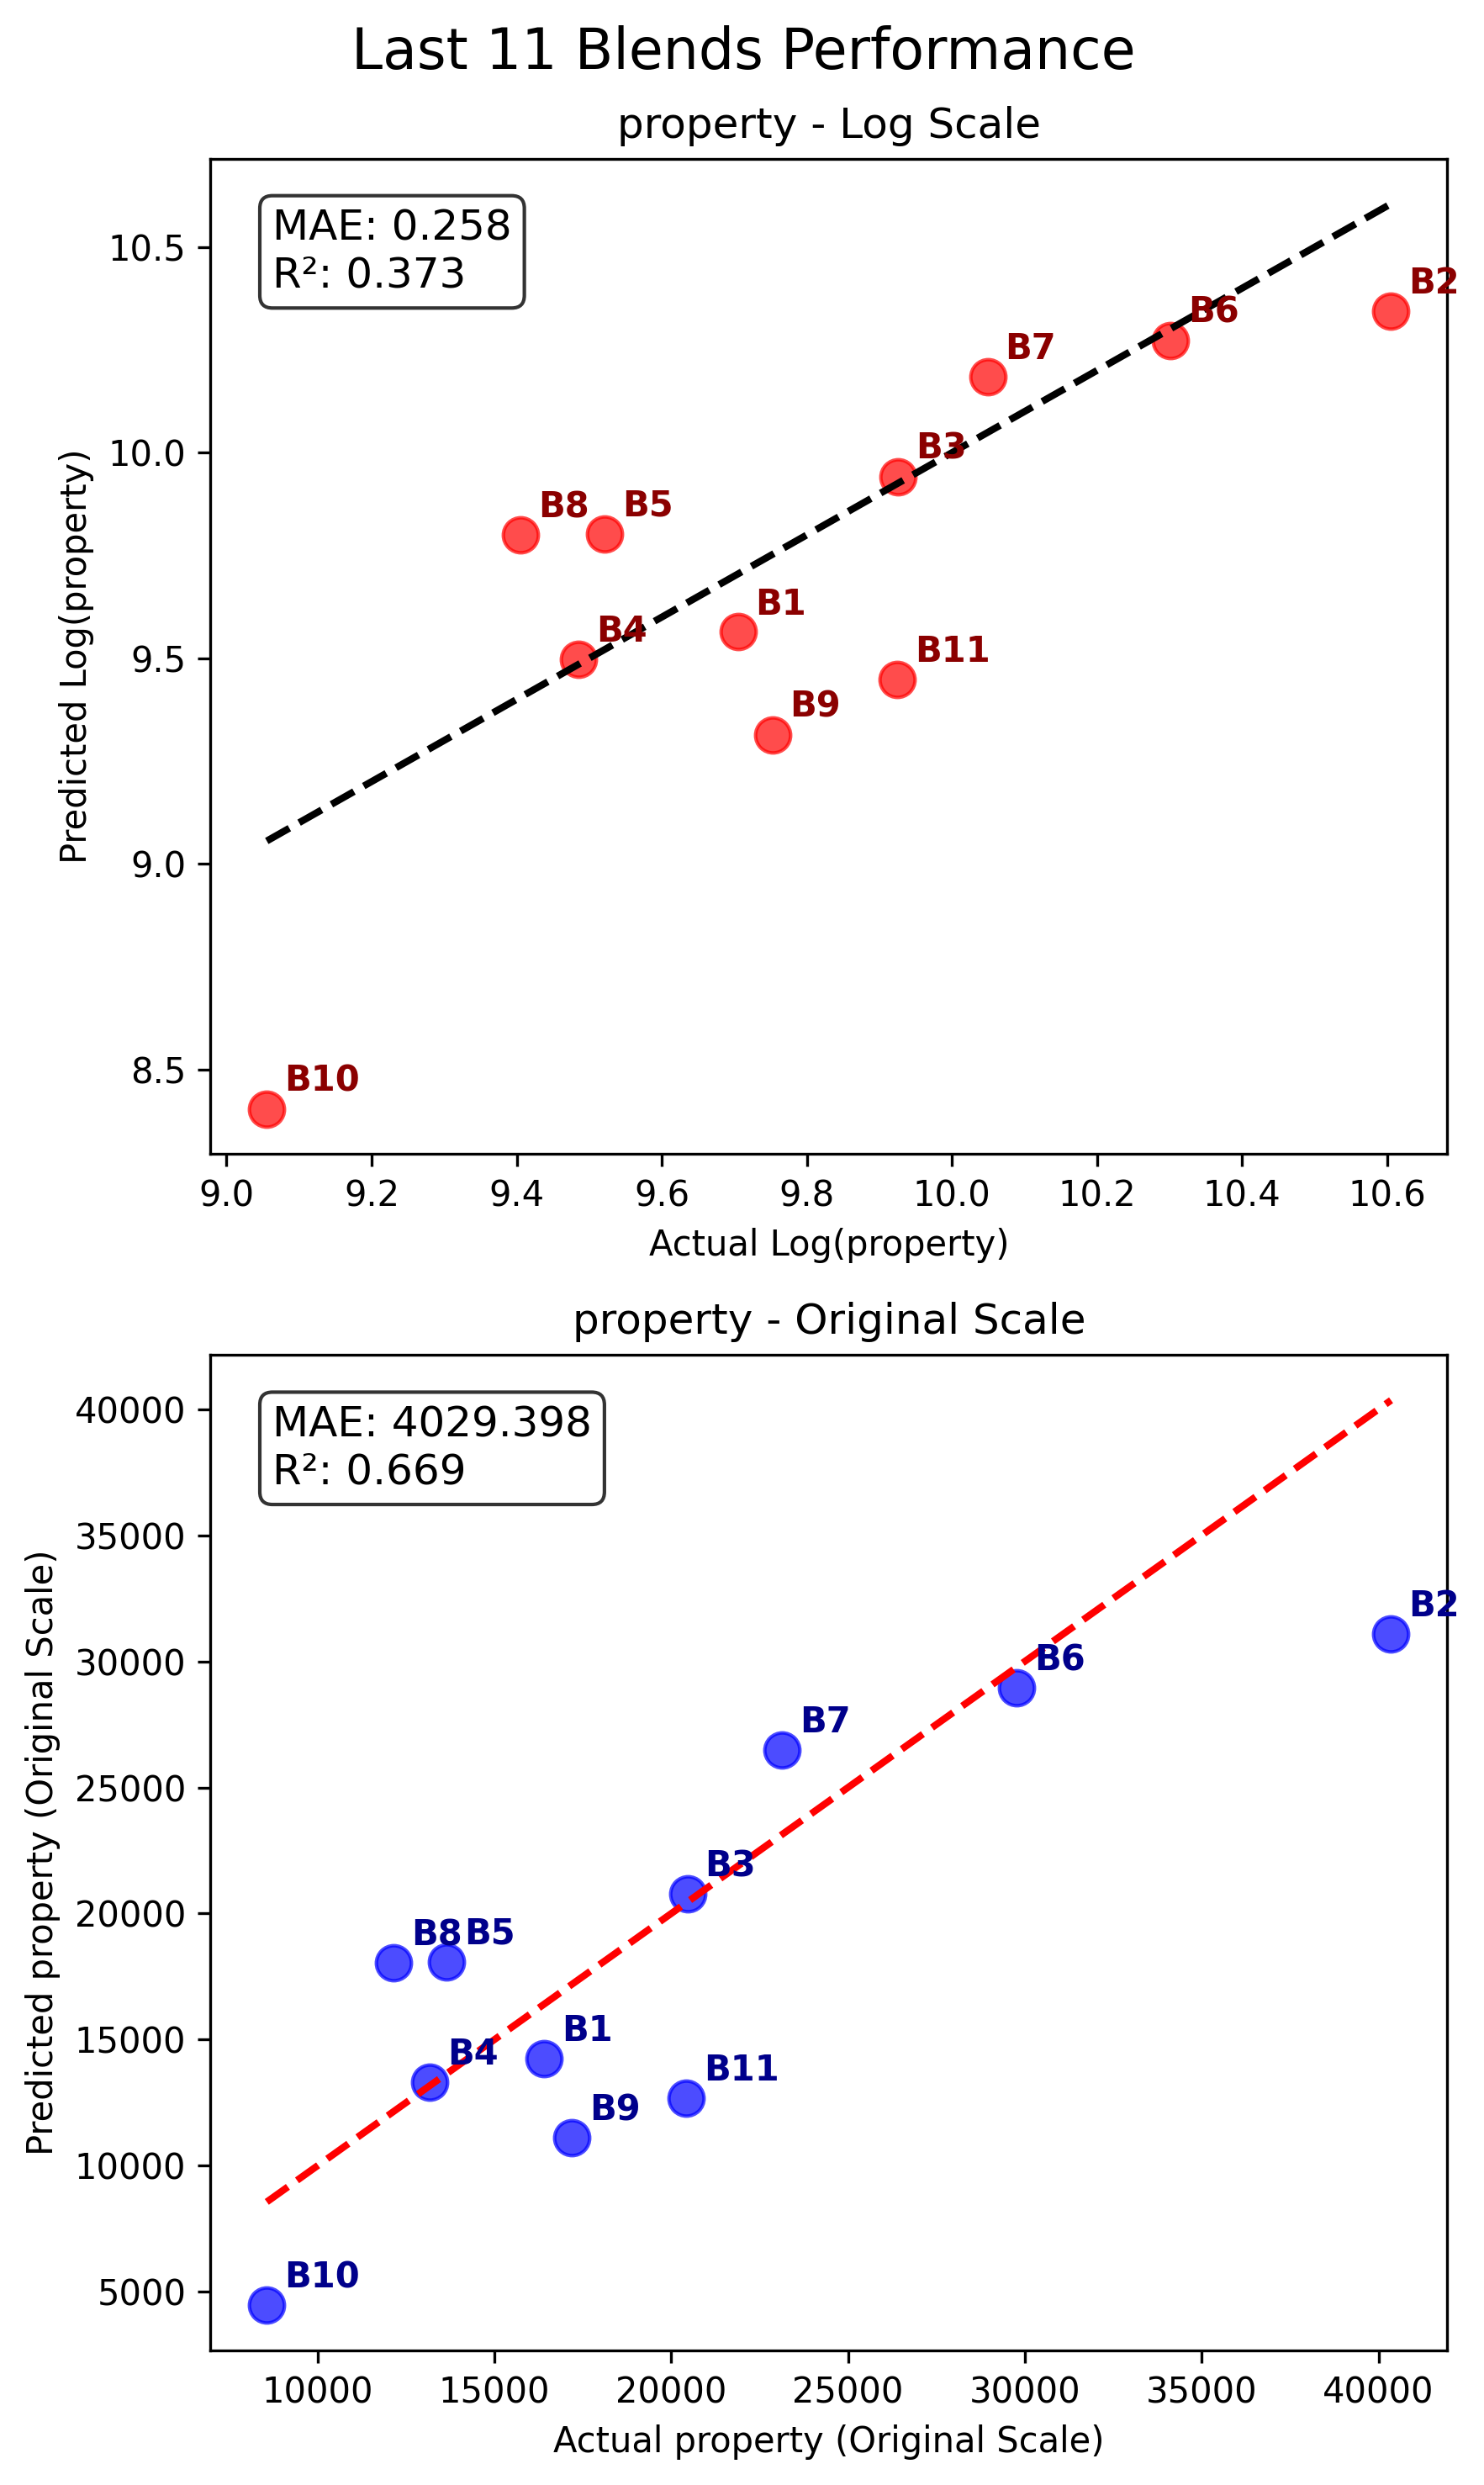 Last 11 Blends Performance
property - Log Scale
MAE: 0.258
R²: 0.373
10.5
10.0
9.5
9.0
8.5
Predicted Log(property)
B2
B6
B7
B3
B8
B5
B1
B4
B11
B9
B10
9.0 9.2 9.4 9.6 9.8 10.0 10.2 10.4 10.6
Actual Log(property)
property - Original Scale
MAE: 4029.398
R²: 0.669
40000
35000
30000
25000
20000
15000
10000
5000
Predicted property (Original Scale)
B2
B6
B7
B3
B8
B5
B1
B4
B11
B9
B10
10000 15000 20000 25000 30000 35000 40000
Actual property (Original Scale)